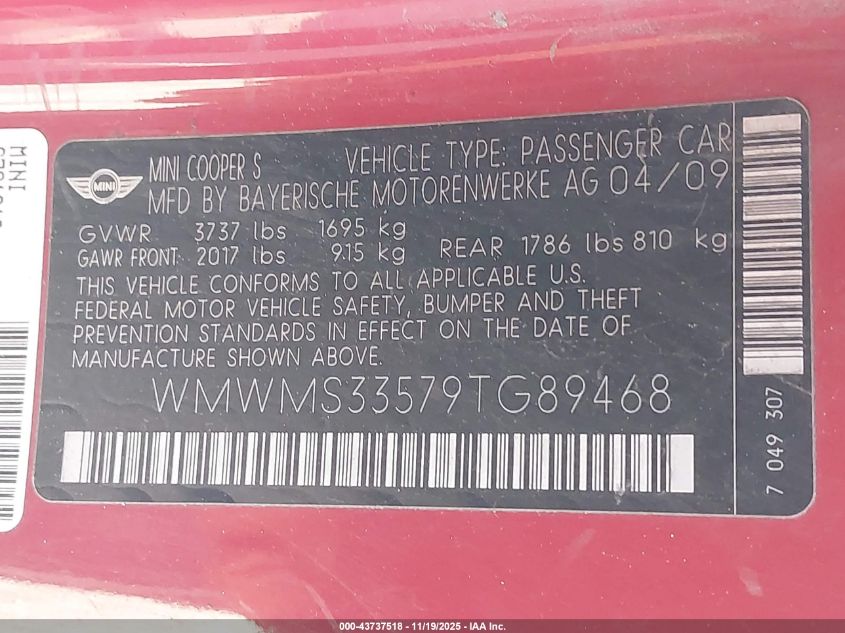 MINI
MINI COOPER S VEHICLE TYPE: PASSENGER CAR
MFD BY BAYERISCHE MOTORENWERKE AG 04/09
GVWR 3737 lbs 1695 kg
GAWR FRONT 2017 lbs 915 kg REAR 1786 lbs 810 kg
THIS VEHICLE CONFORMS TO ALL APPLICABLE U.S.
FEDERAL MOTOR VEHICLE SAFETY, BUMPER AND THEFT
PREVENTION STANDARDS IN EFFECT ON THE DATE OF
MANUFACTURE SHOWN ABOVE.
WMWMS33579TG89468
7 049 307
MINI
000-43737518 - 11/19/2025 - IAA Inc.